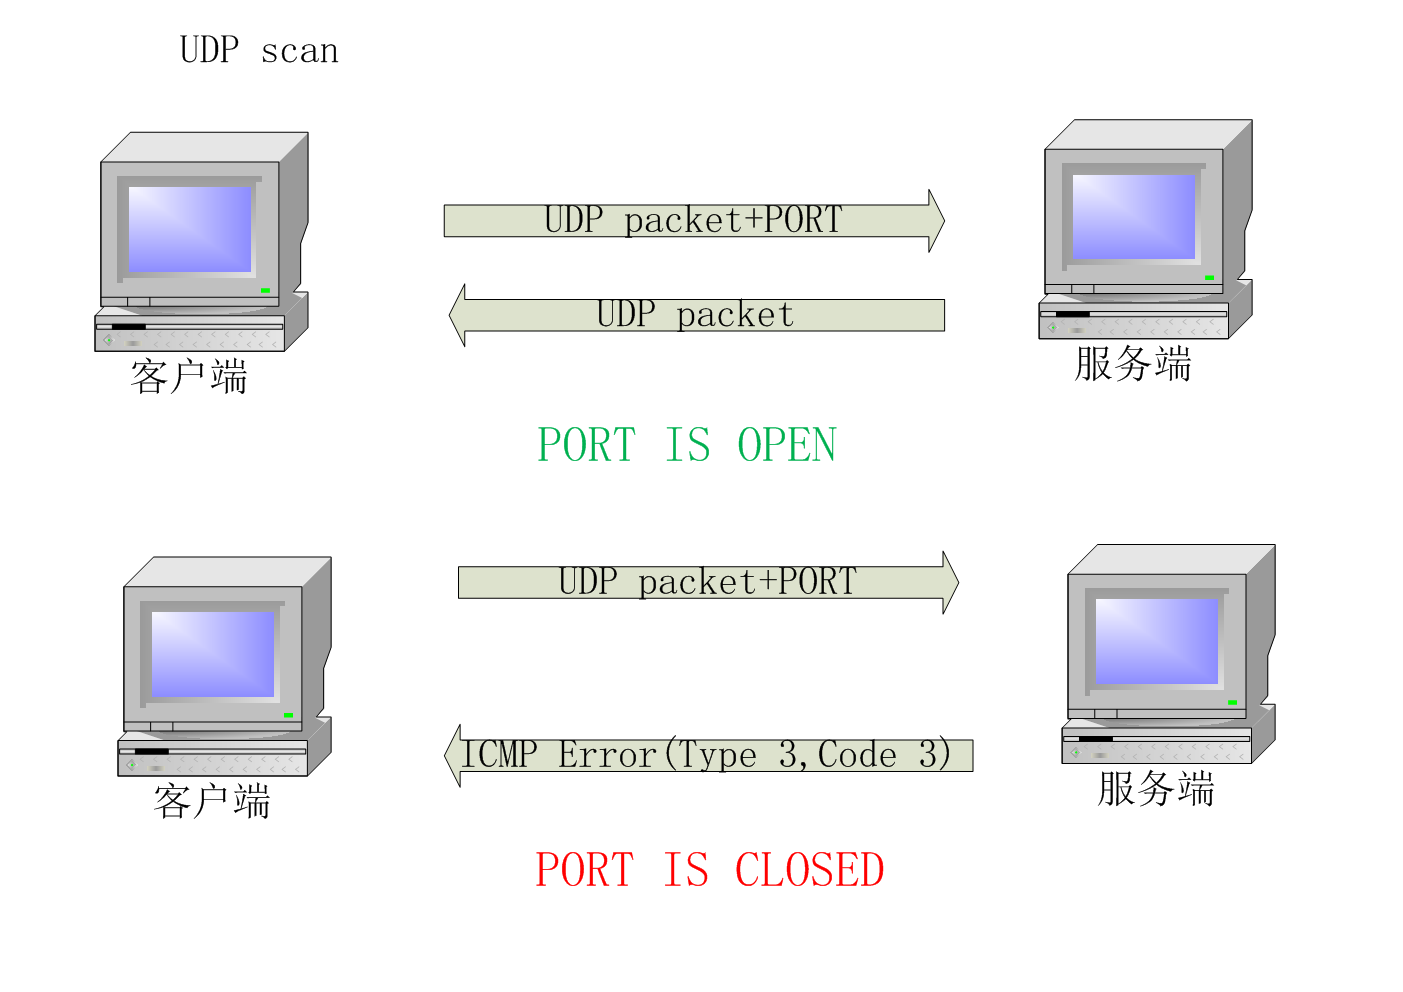 UDP scan
UDP packet+PORT
UDP packet
客户端
服务端
PORT IS OPEN
UDP packet+PORT
ICMP Error(Type 3,Code 3)
客户端
服务端
PORT IS CLOSED